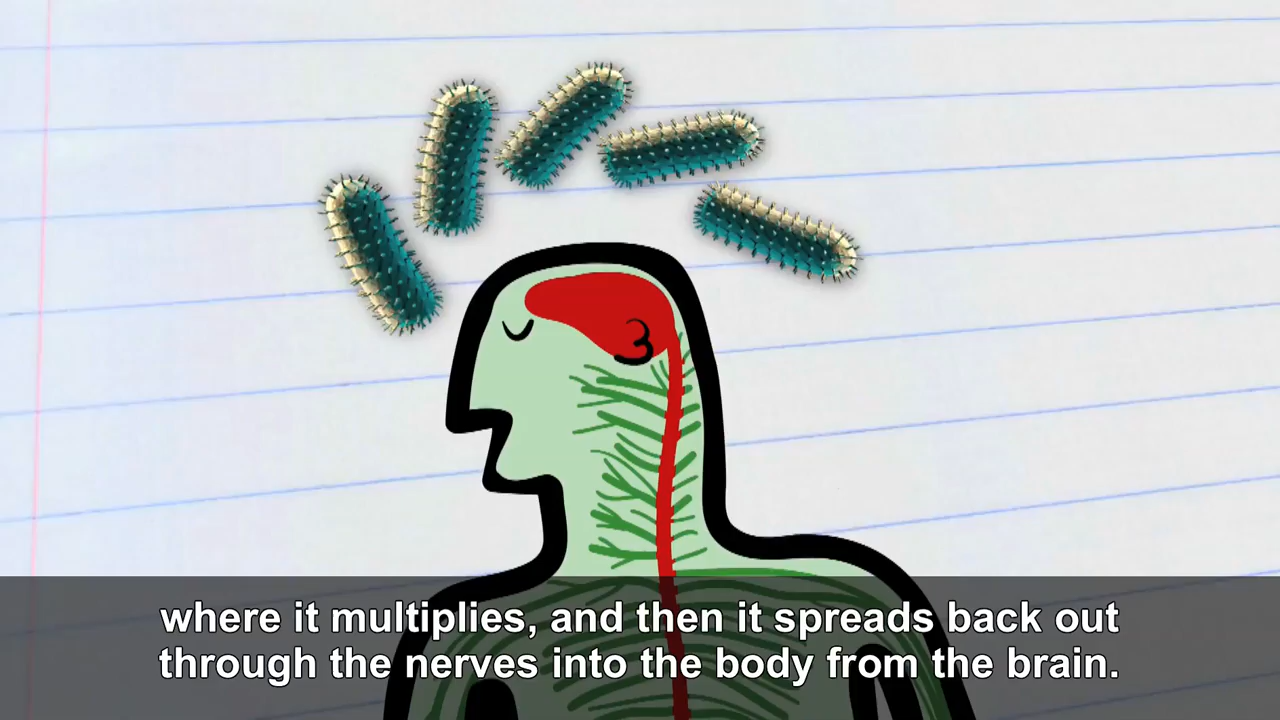 where it multiplies, and then it spreads back out
through the nerves into the body from the brain.